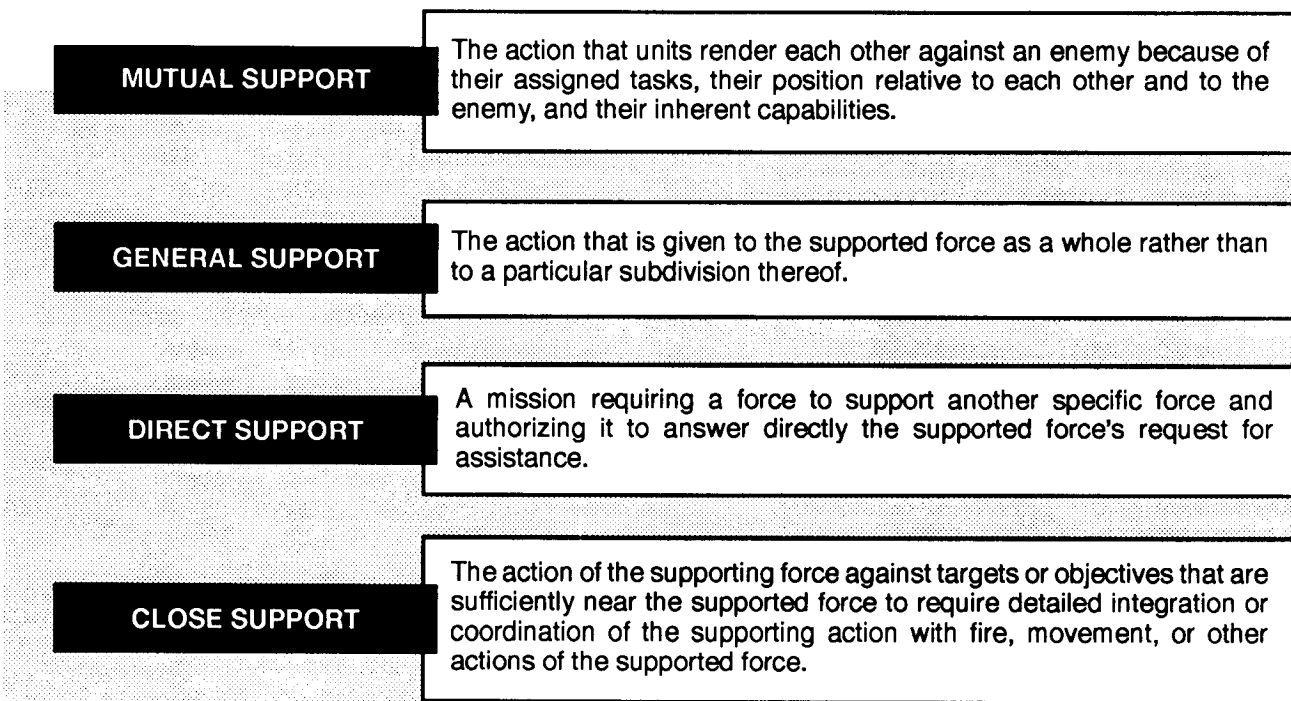 MUTUAL SUPPORT
The action that units render each other against an enemy because of
their assigned tasks, their position relative to each other and to the
enemy, and their inherent capabilities.
GENERAL SUPPORT
The action that is given to the supported force as a whole rather than
to a particular subdivision thereof.
DIRECT SUPPORT
A mission requiring a force to support another specific force and
authorizing it to answer directly the supported force's request for
assistance.
CLOSE SUPPORT
The action of the supporting force against targets or objectives that are
sufficiently near the supported force to require detailed integration or
coordination of the supporting action with fire, movement, or other
actions of the supported force.